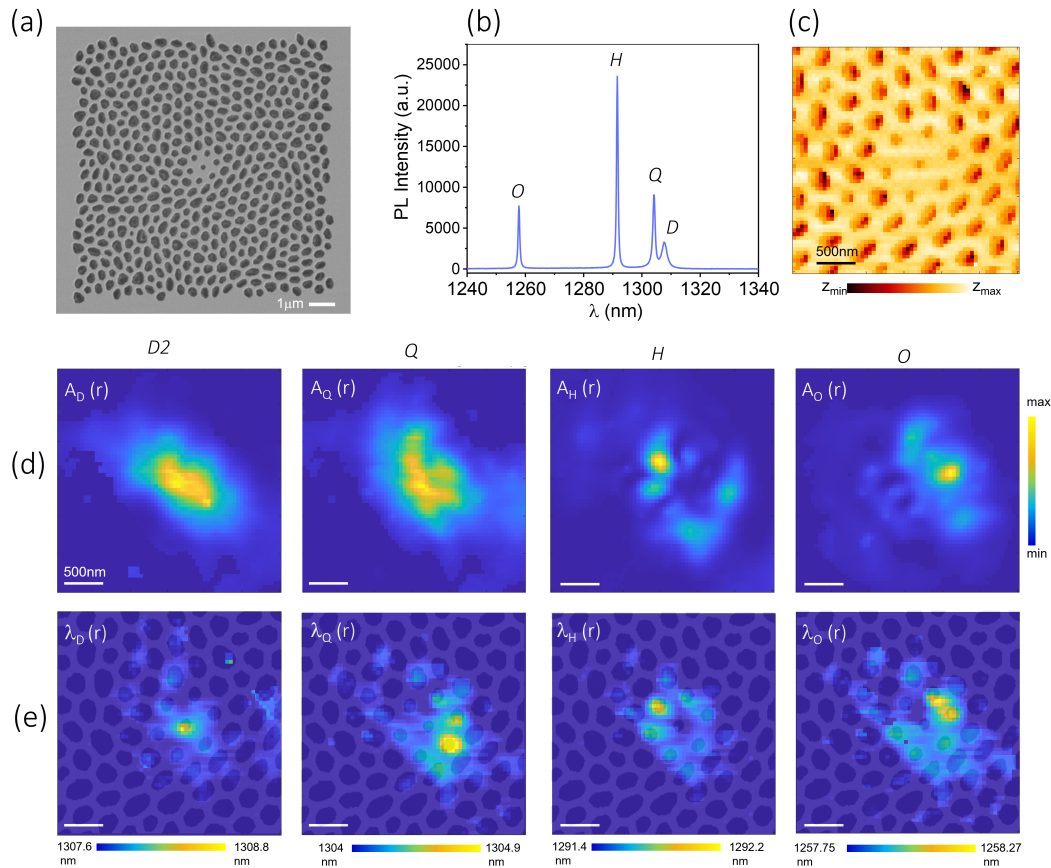 (a)
(b)
(c)
1μm
PL Intensity (a.u.)
25000
20000
15000
10000
5000
0
O
H
Q
D
1240
1260
1280
1300
1320
1340
λ (nm)
500nm
zmin
zmax
D2
Q
H
O
(d)
AD (r)
AQ (r)
AH (r)
AO (r)
500nm
max
min
(e)
λD (r)
λQ (r)
λH (r)
λO (r)
1307.6 nm
1308.8 nm
1304 nm
1304.9 nm
1291.4 nm
1292.2 nm
1257.75 nm
1258.27 nm